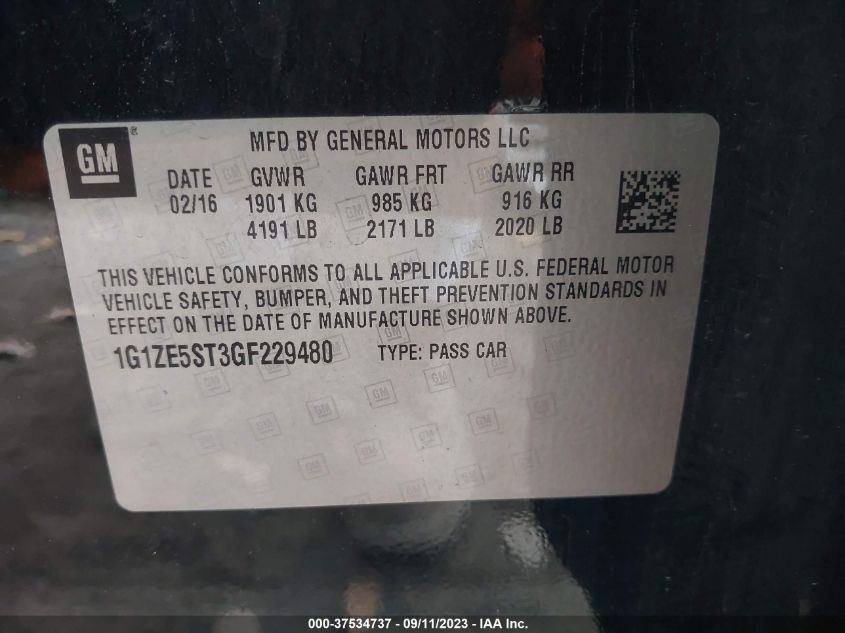 GM
MFD BY GENERAL MOTORS LLC
DATE GVWR GAWR FRT GAWR RR
02/16 1901 KG 985 KG 916 KG
4191 LB 2171 LB 2020 LB
THIS VEHICLE CONFORMS TO ALL APPLICABLE U.S. FEDERAL MOTOR
VEHICLE SAFETY, BUMPER, AND THEFT PREVENTION STANDARDS IN
EFFECT ON THE DATE OF MANUFACTURE SHOWN ABOVE.
1G1ZE5ST3GF229480 TYPE: PASS CAR
000-37534737 - 09/11/2023 - IAA Inc.